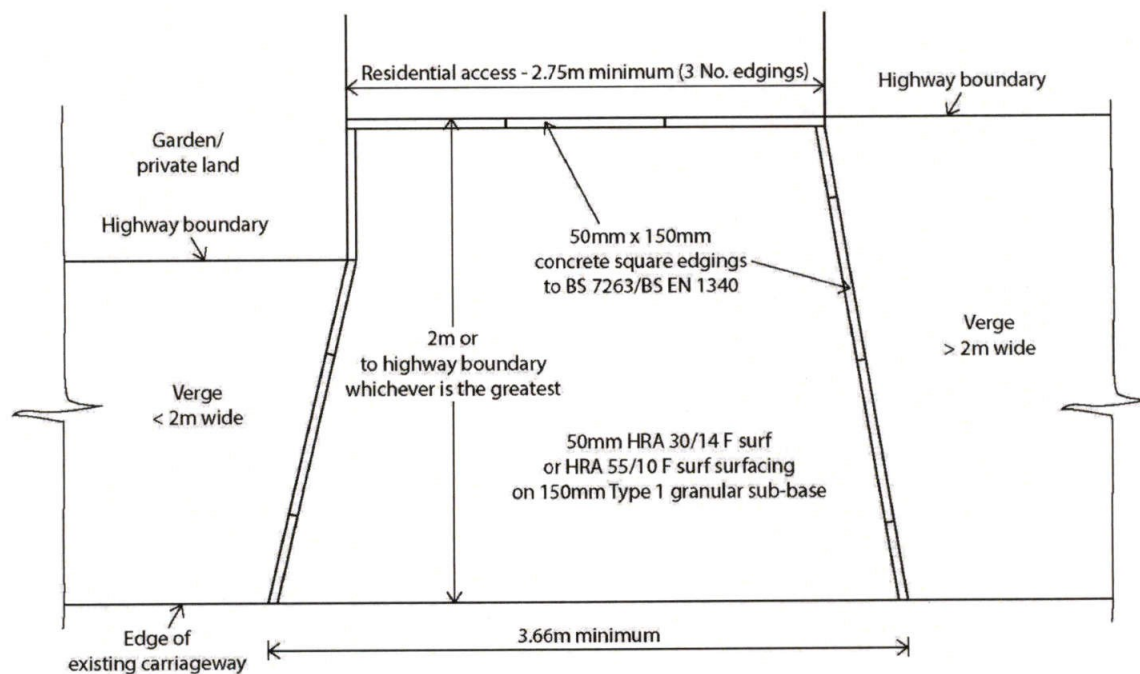 Residential access - 2.75m minimum (3 No. edgings)
Highway boundary
Garden/
private land
Highway boundary
50mm x 150mm
concrete square edgings
to BS 7263/BS EN 1340
2m or
to highway boundary
whichever is the greatest
Verge
> 2m wide
Verge
< 2m wide
50mm HRA 30/14 F surf
or HRA 55/10 F surf surfacing
on 150mm Type 1 granular sub-base
Edge of
existing carriageway
3.66m minimum